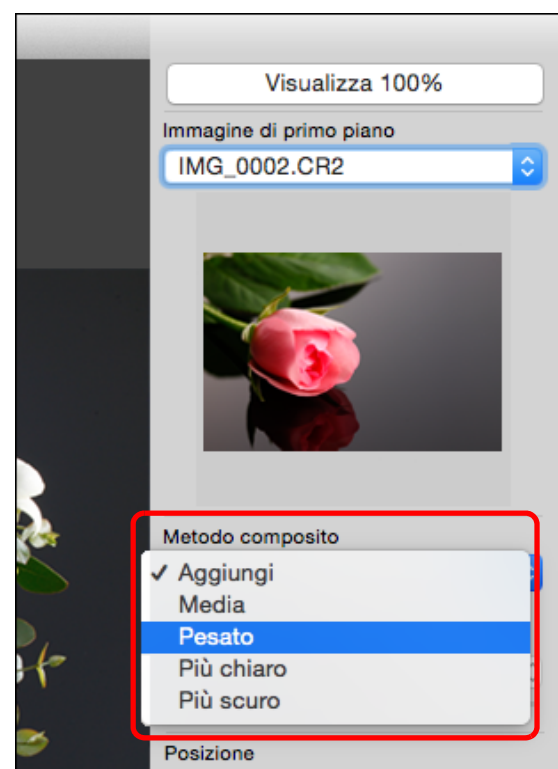 Visualizza 100%
Immagine di primo piano
IMG_0002.CR2
Metodo composito
✓ Aggiungi
Media
Pesato
Più chiaro
Più scuro
Posizione